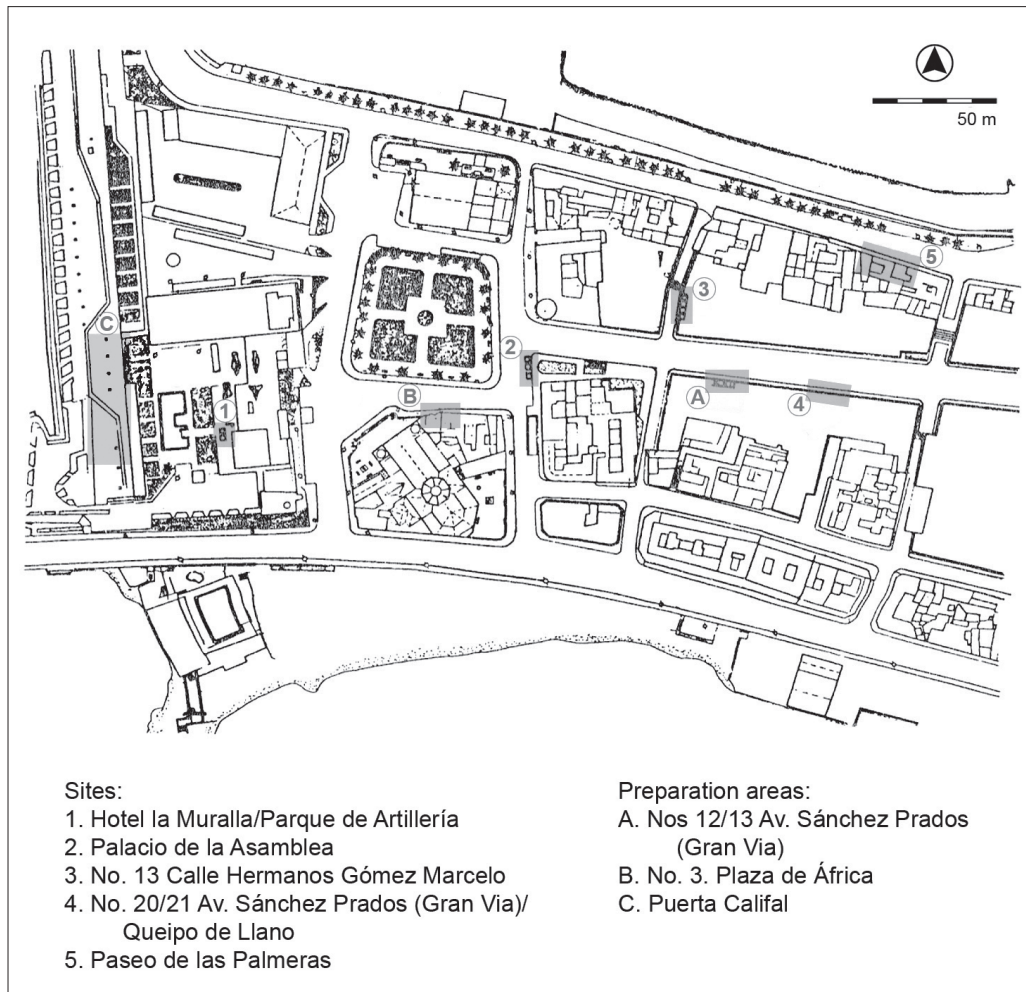 50 m
5
3
C
2
A
4
B
1
Sites:
1. Hotel la Muralla/Parque de Artillería
2. Palacio de la Asamblea
3. No. 13 Calle Hermanos Gómez Marcelo
4. No. 20/21 Av. Sánchez Prados (Gran Via)/
Queipo de Llano
5. Paseo de las Palmeras
Preparation areas:
A. Nos 12/13 Av. Sánchez Prados
(Gran Via)
B. No. 3. Plaza de África
C. Puerta Califal